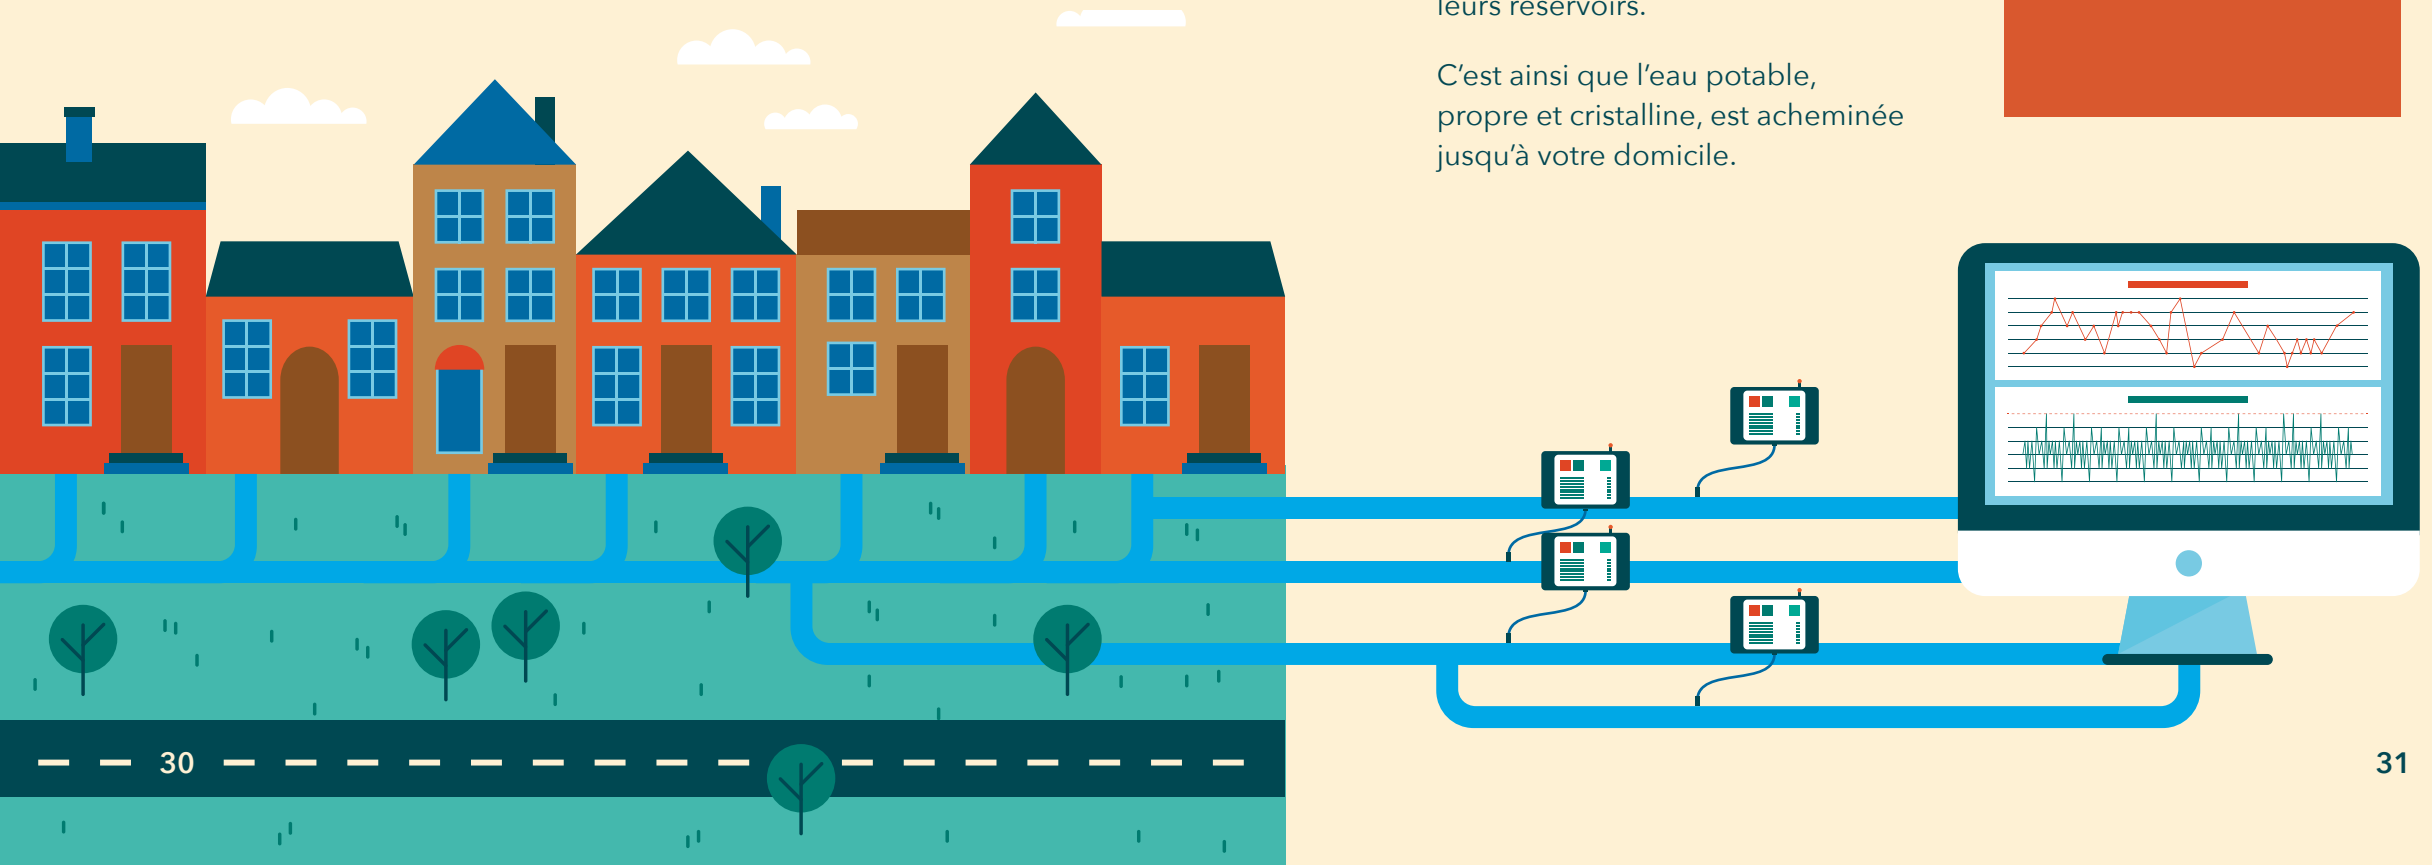 leurs réservoirs.
C’est ainsi que l’eau potable,
propre et cristalline, est acheminée
jusqu’à votre domicile.
30
31